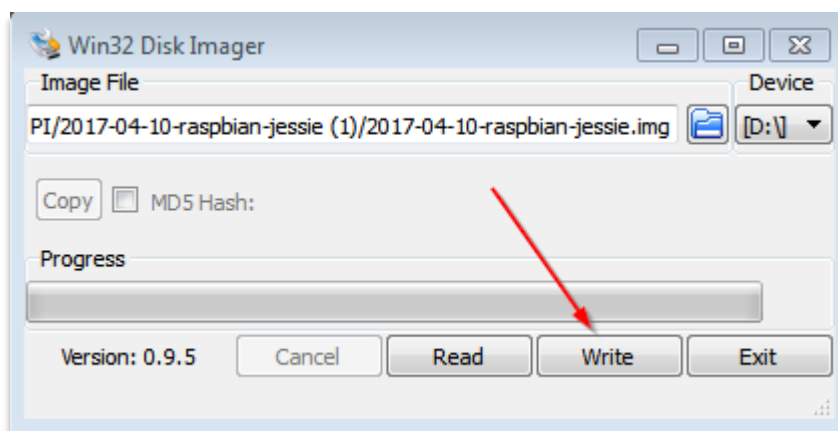 Win32 Disk Imager
Image File
Device
PI/2017-04-10-raspbian-jessie (1)/2017-04-10-raspbian-jessie.img
[D:\]
Copy
MD5 Hash:
Progress
Version: 0.9.5
Cancel
Read
Write
Exit